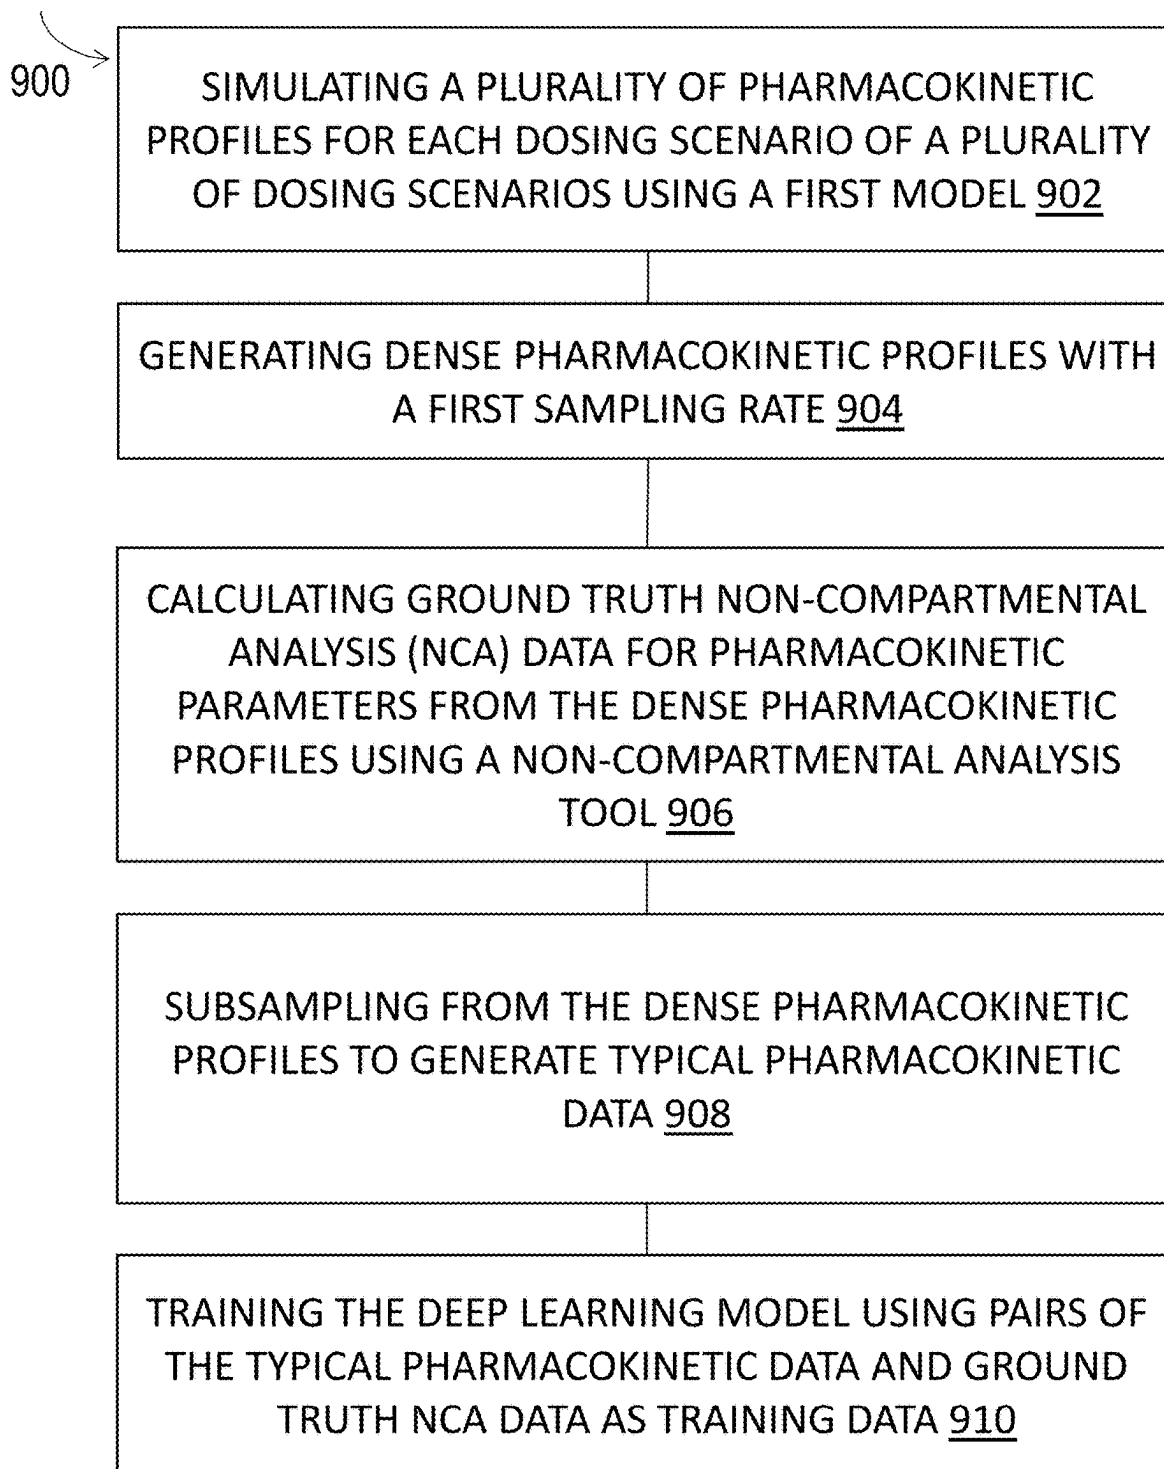 900
SIMULATING A PLURALITY OF PHARMACOKINETIC
PROFILES FOR EACH DOSING SCENARIO OF A PLURALITY
OF DOSING SCENARIOS USING A FIRST MODEL 902
GENERATING DENSE PHARMACOKINETIC PROFILES WITH
A FIRST SAMPLING RATE 904
CALCULATING GROUND TRUTH NON-COMPARTMENTAL
ANALYSIS (NCA) DATA FOR PHARMACOKINETIC
PARAMETERS FROM THE DENSE PHARMACOKINETIC
PROFILES USING A NON-COMPARTMENTAL ANALYSIS
TOOL 906
SUBSAMPLING FROM THE DENSE PHARMACOKINETIC
PROFILES TO GENERATE TYPICAL PHARMACOKINETIC
DATA 908
TRAINING THE DEEP LEARNING MODEL USING PAIRS OF
THE TYPICAL PHARMACOKINETIC DATA AND GROUND
TRUTH NCA DATA AS TRAINING DATA 910